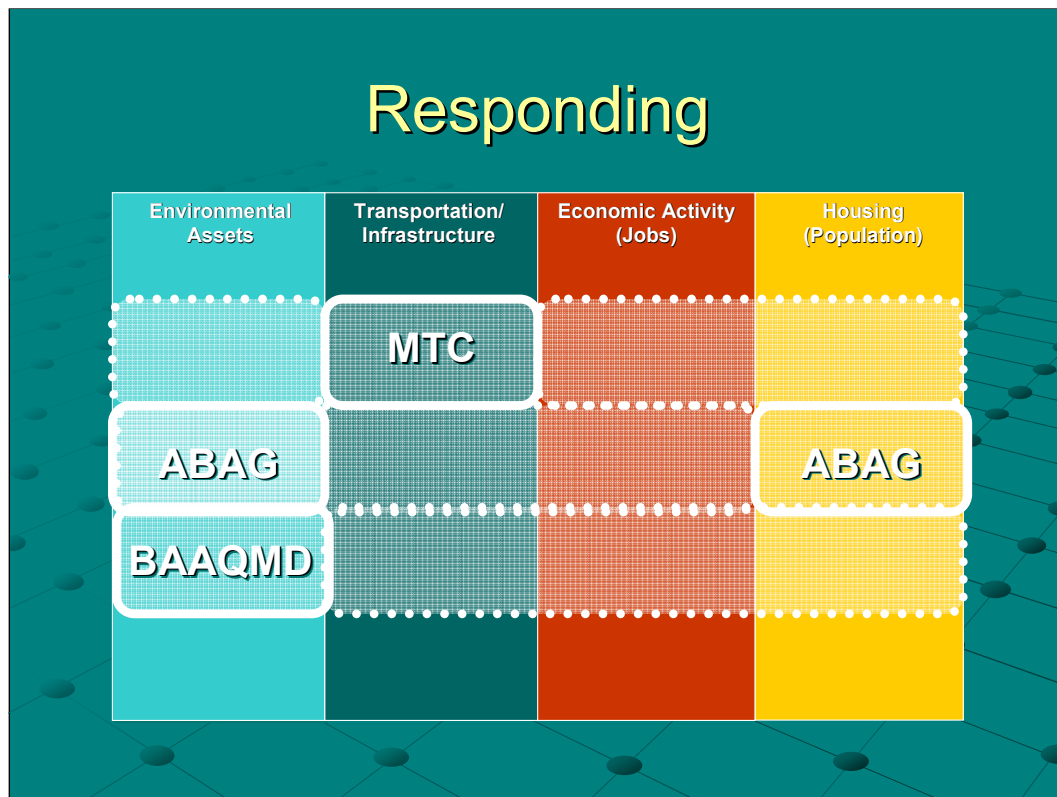 Responding
Environmental
Assets
Transportation/
Infrastructure
Economic Activity
(Jobs)
Housing
(Population)
MTC
ABAG
ABAG
BAAQMD